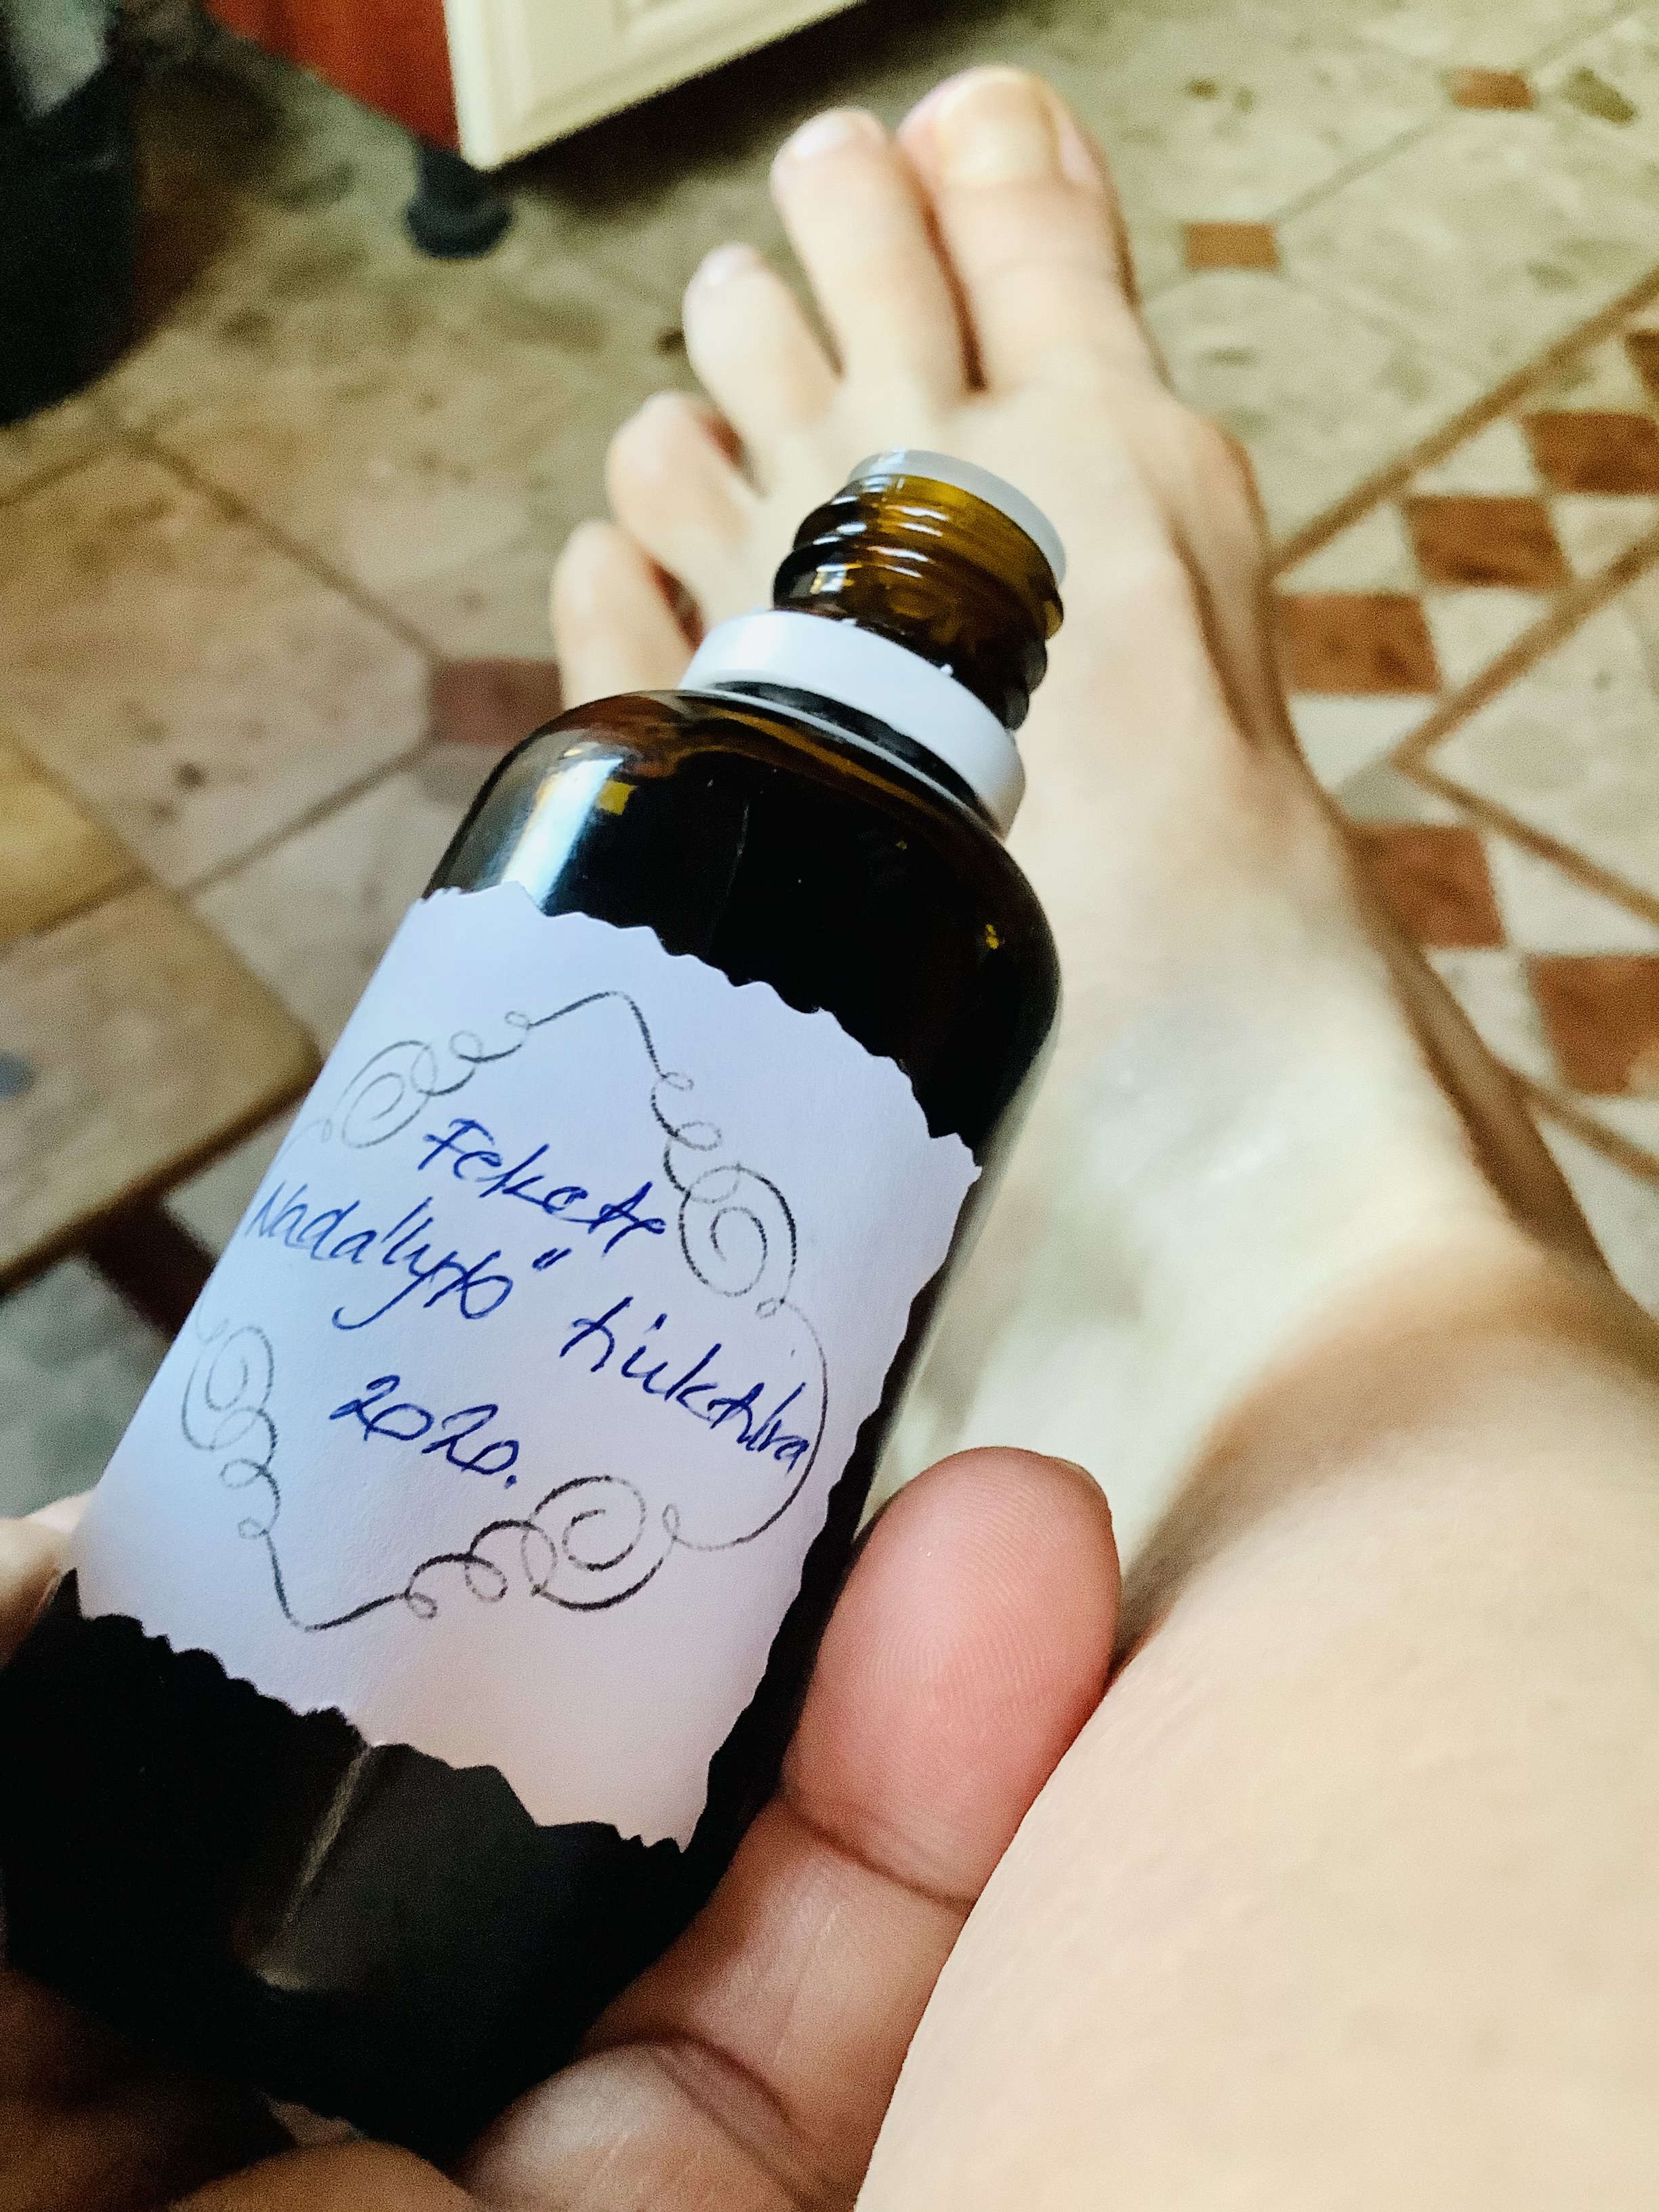 Fekete
Nadálytő tinktúra
2020.